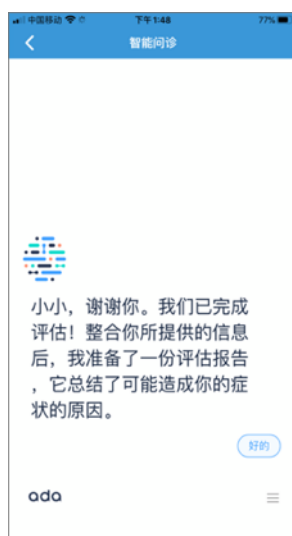 中国移动
下午1:48
77%
智能问诊
小小，谢谢你。我们已完成
评估！整合你所提供的信息
后，我准备了一份评估报告
，它总结了可能造成你的症
状的原因。
好的
ada